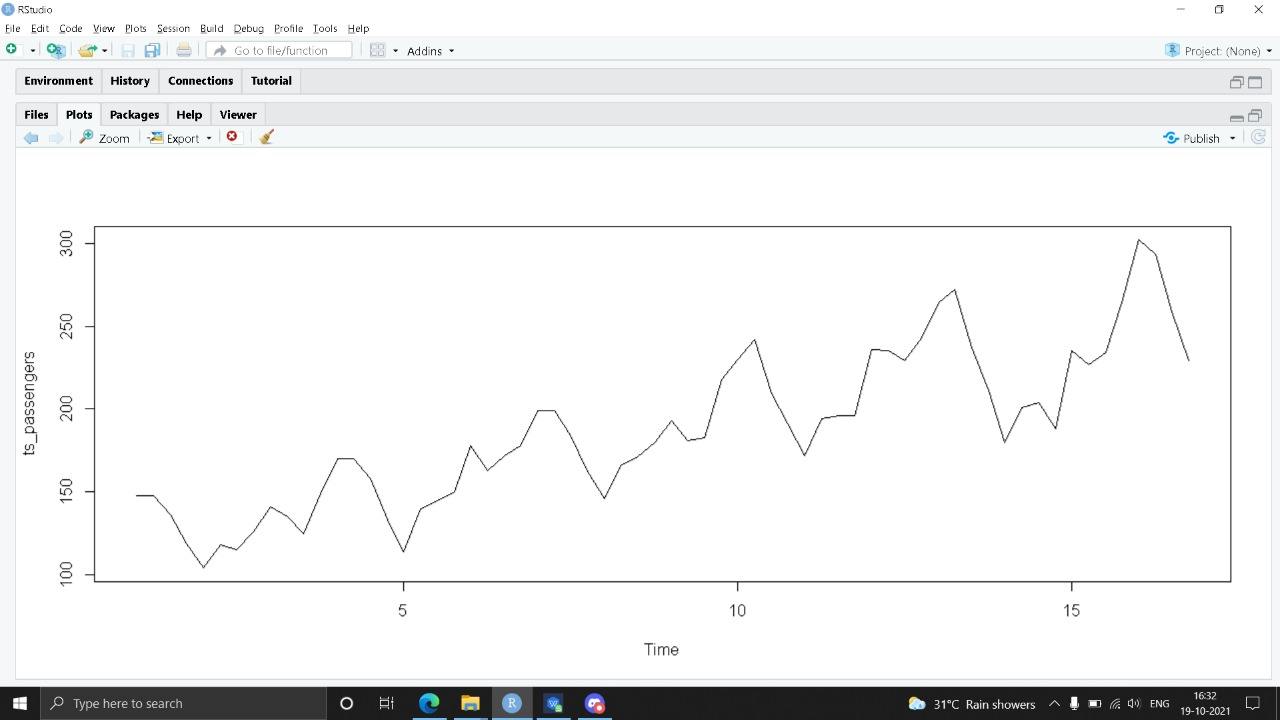 RStudio
File Edit Code View Plots Session Build Debug Profile Tools Help
Go to file/function Addins Project: (None)
Environment History Connections Tutorial
Files Plots Packages Help Viewer
Zoom Export Publish
300
250
200
150
100
ts_passengers
5 10 15
Time
Type here to search
31°C Rain showers ENG 16:32
19-10-2021